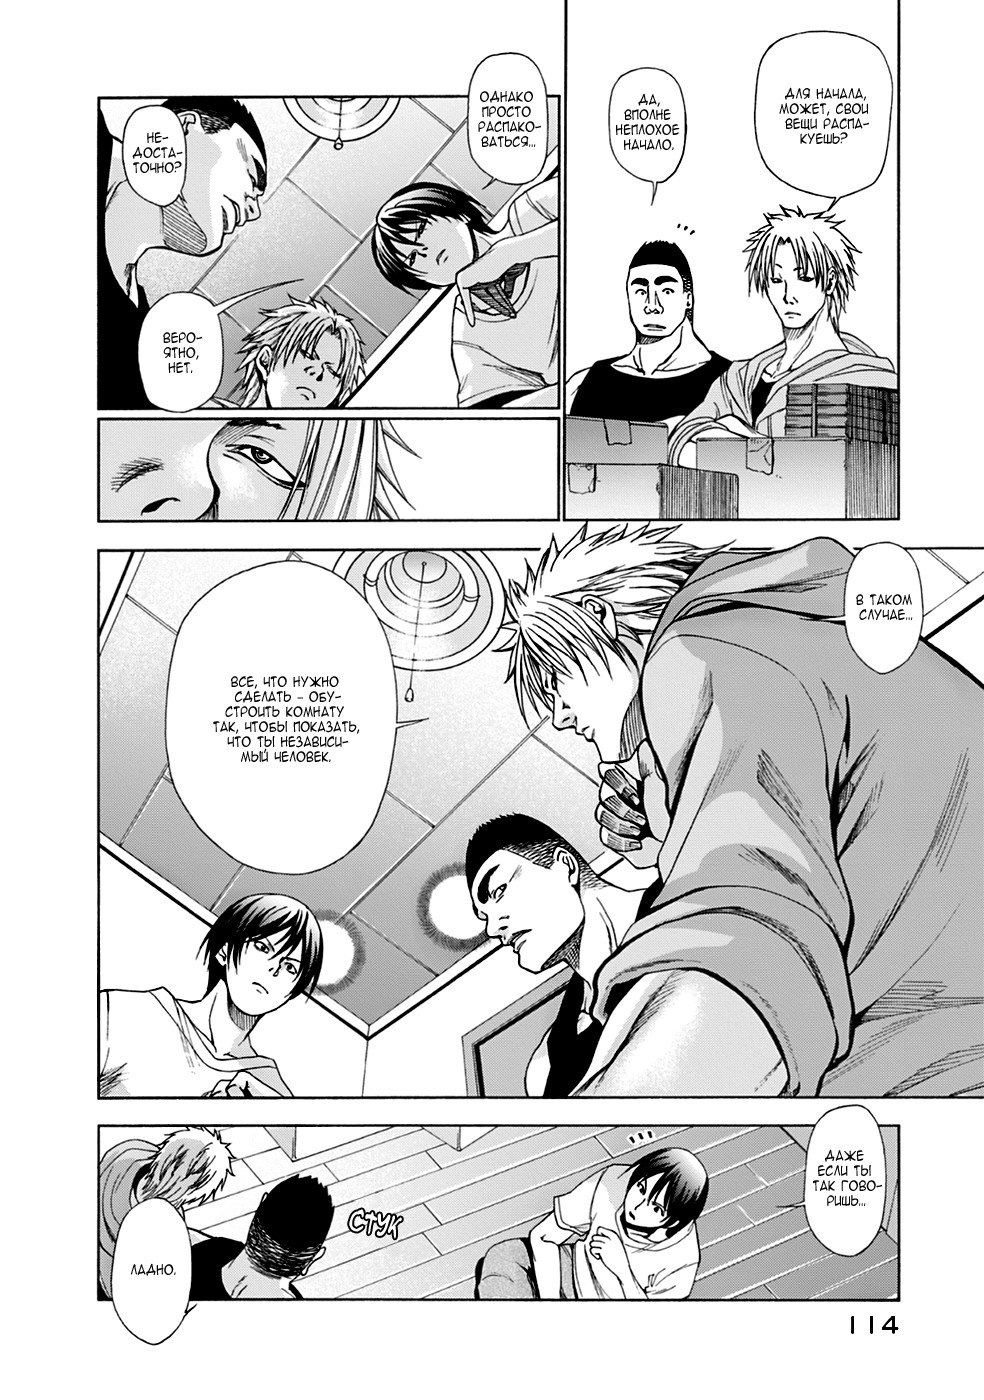 ДЛЯ НАЧАЛА,
МОЖЕТ, СВОИ
ВЕЩИ РАСПА-
КУЕШЬ?
ДА,
ВПОЛНЕ
НЕПЛОХОЕ
НАЧАЛО.
ОДНАКО
ПРОСТО
РАСПАКО-
ВАТЬСЯ...
НЕ-
ДОСТА-
ТОЧНО?
ВЕРО-
ЯТНО,
НЕТ.
В ТАКОМ
СЛУЧАЕ...
ВСЕ, ЧТО НУЖНО
СДЕЛАТЬ - ОБУ-
СТРОИТЬ КОМНАТУ
ТАК, ЧТОБЫ ПОКАЗАТЬ,
ЧТО ТЫ НЕЗАВИСИ-
МЫЙ ЧЕЛОВЕК.
ДАЖЕ
ЕСЛИ ТЫ
ТАК ГОВО-
РИШЬ...
СТУК
ЛАДНО.
114